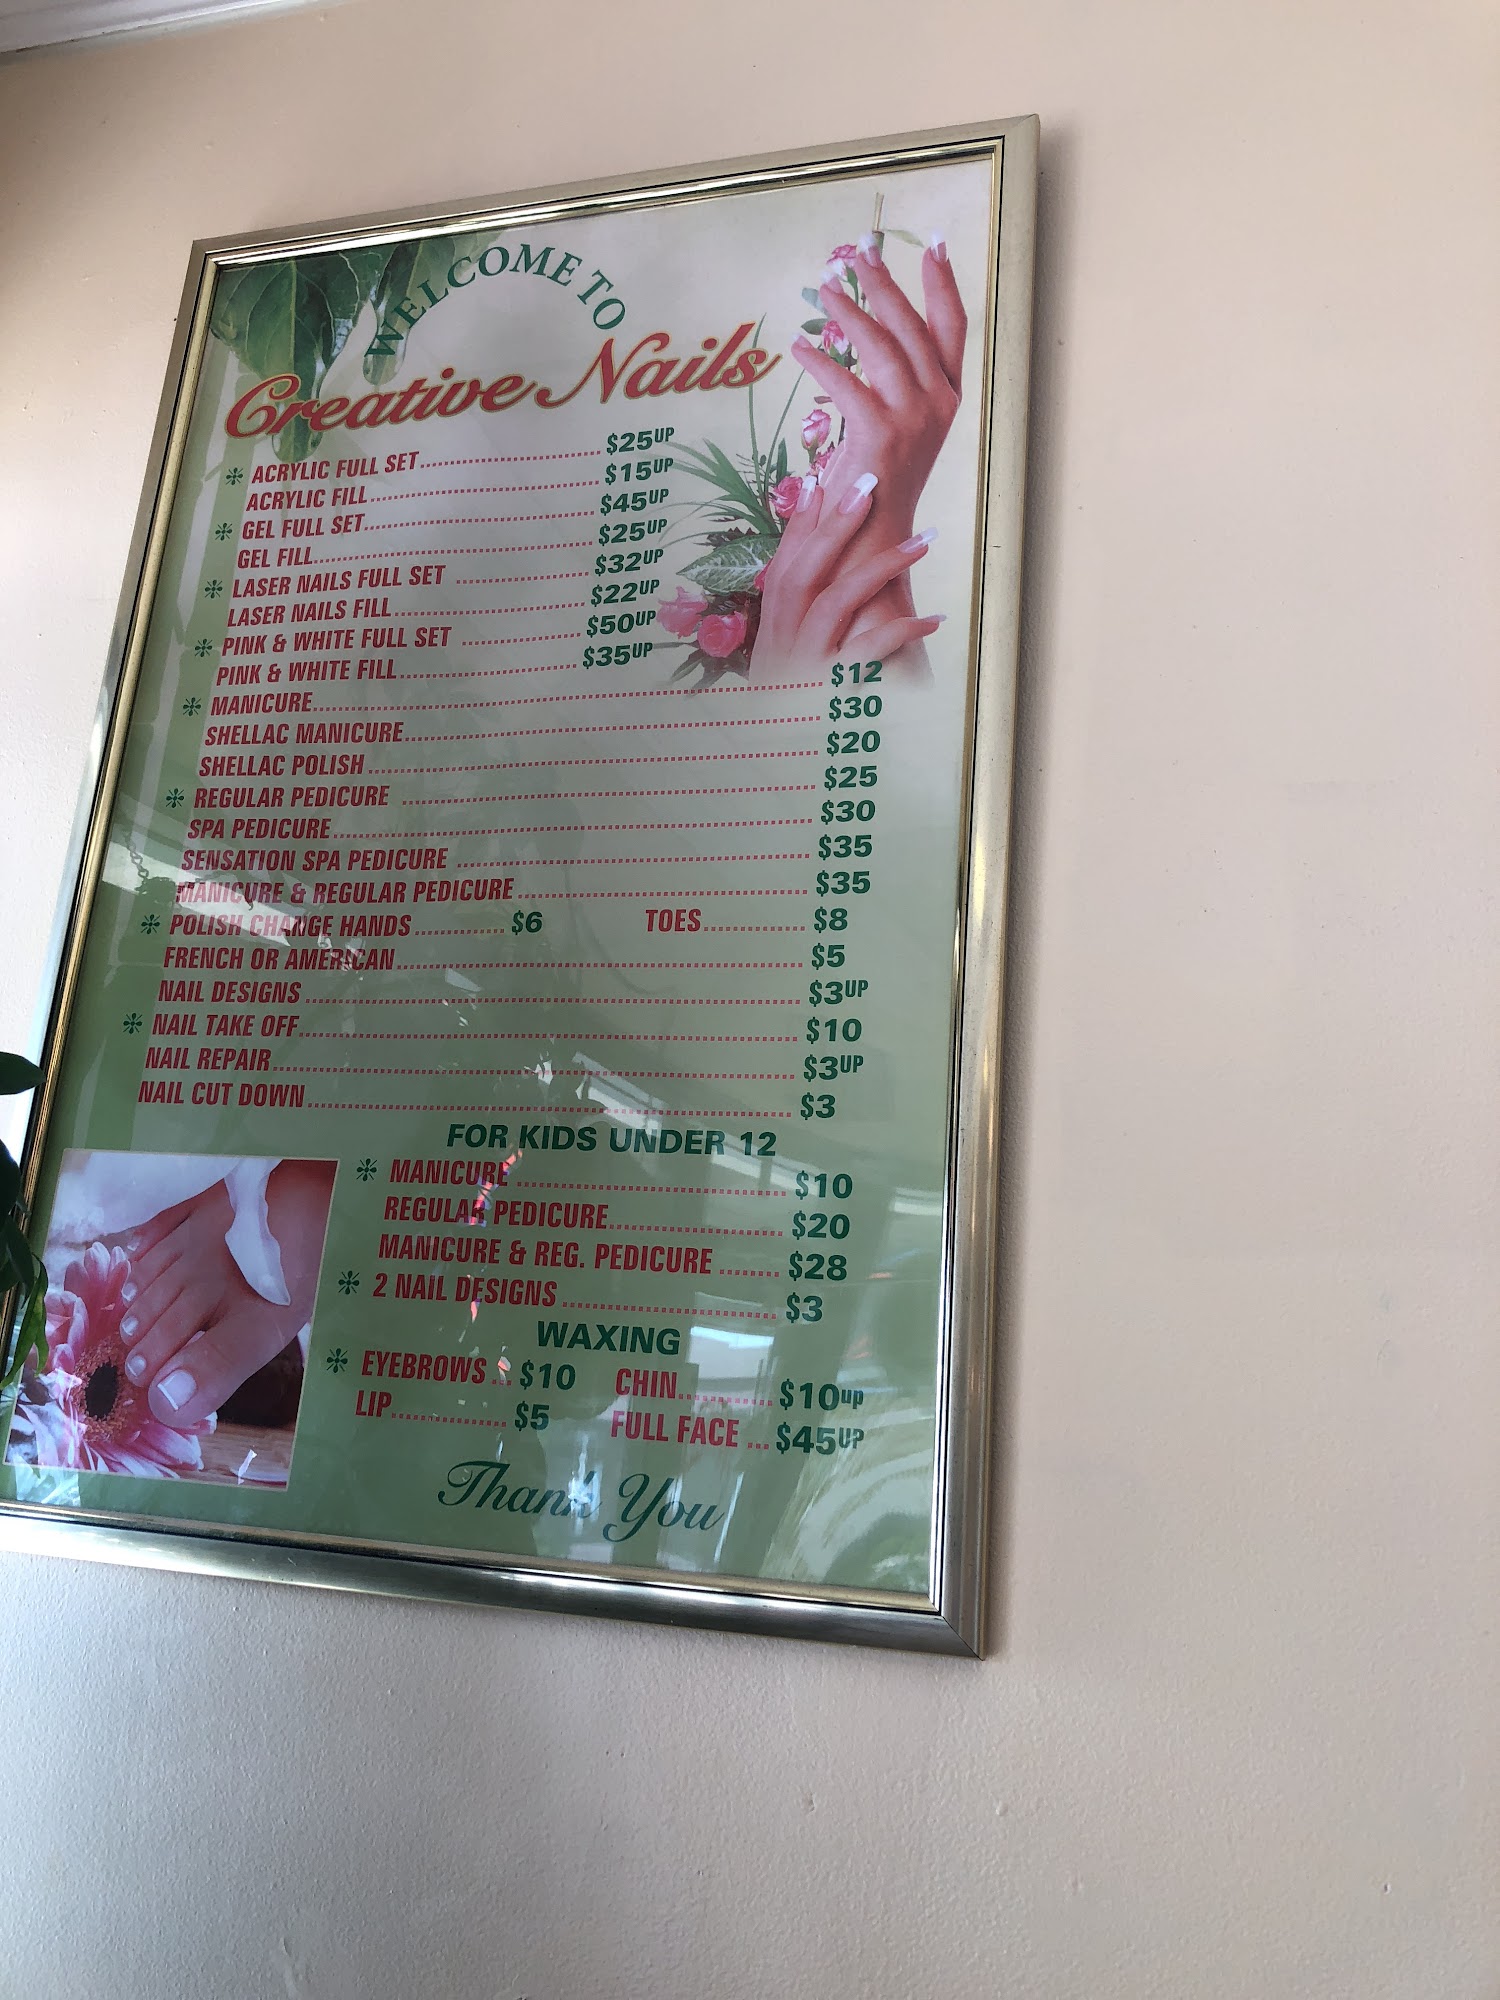 WELCOME TO
Creative Nails
ACRYLIC FULL SET $25UP
ACRYLIC FILL $15UP
GEL FULL SET $45UP
GEL FILL $25UP
LASER NAILS FULL SET $32UP
LASER NAILS FILL $22UP
PINK & WHITE FULL SET $50UP
PINK & WHITE FILL $35UP
MANICURE $12
SHELLAC MANICURE $30
SHELLAC POLISH $20
REGULAR PEDICURE $25
SPA PEDICURE $30
SENSATION SPA PEDICURE $35
MANICURE & REGULAR PEDICURE $35
POLISH CHANGE HANDS $6 TOES $8
FRENCH OR AMERICAN $5
NAIL DESIGNS $3UP
NAIL TAKE OFF $10
NAIL REPAIR $3UP
NAIL CUT DOWN $3
FOR KIDS UNDER 12
MANICURE $10
REGULAR PEDICURE $20
MANICURE & REG. PEDICURE $28
2 NAIL DESIGNS $3
WAXING
EYEBROWS $10 CHIN $10up
LIP $5 FULL FACE $45UP
Thank You